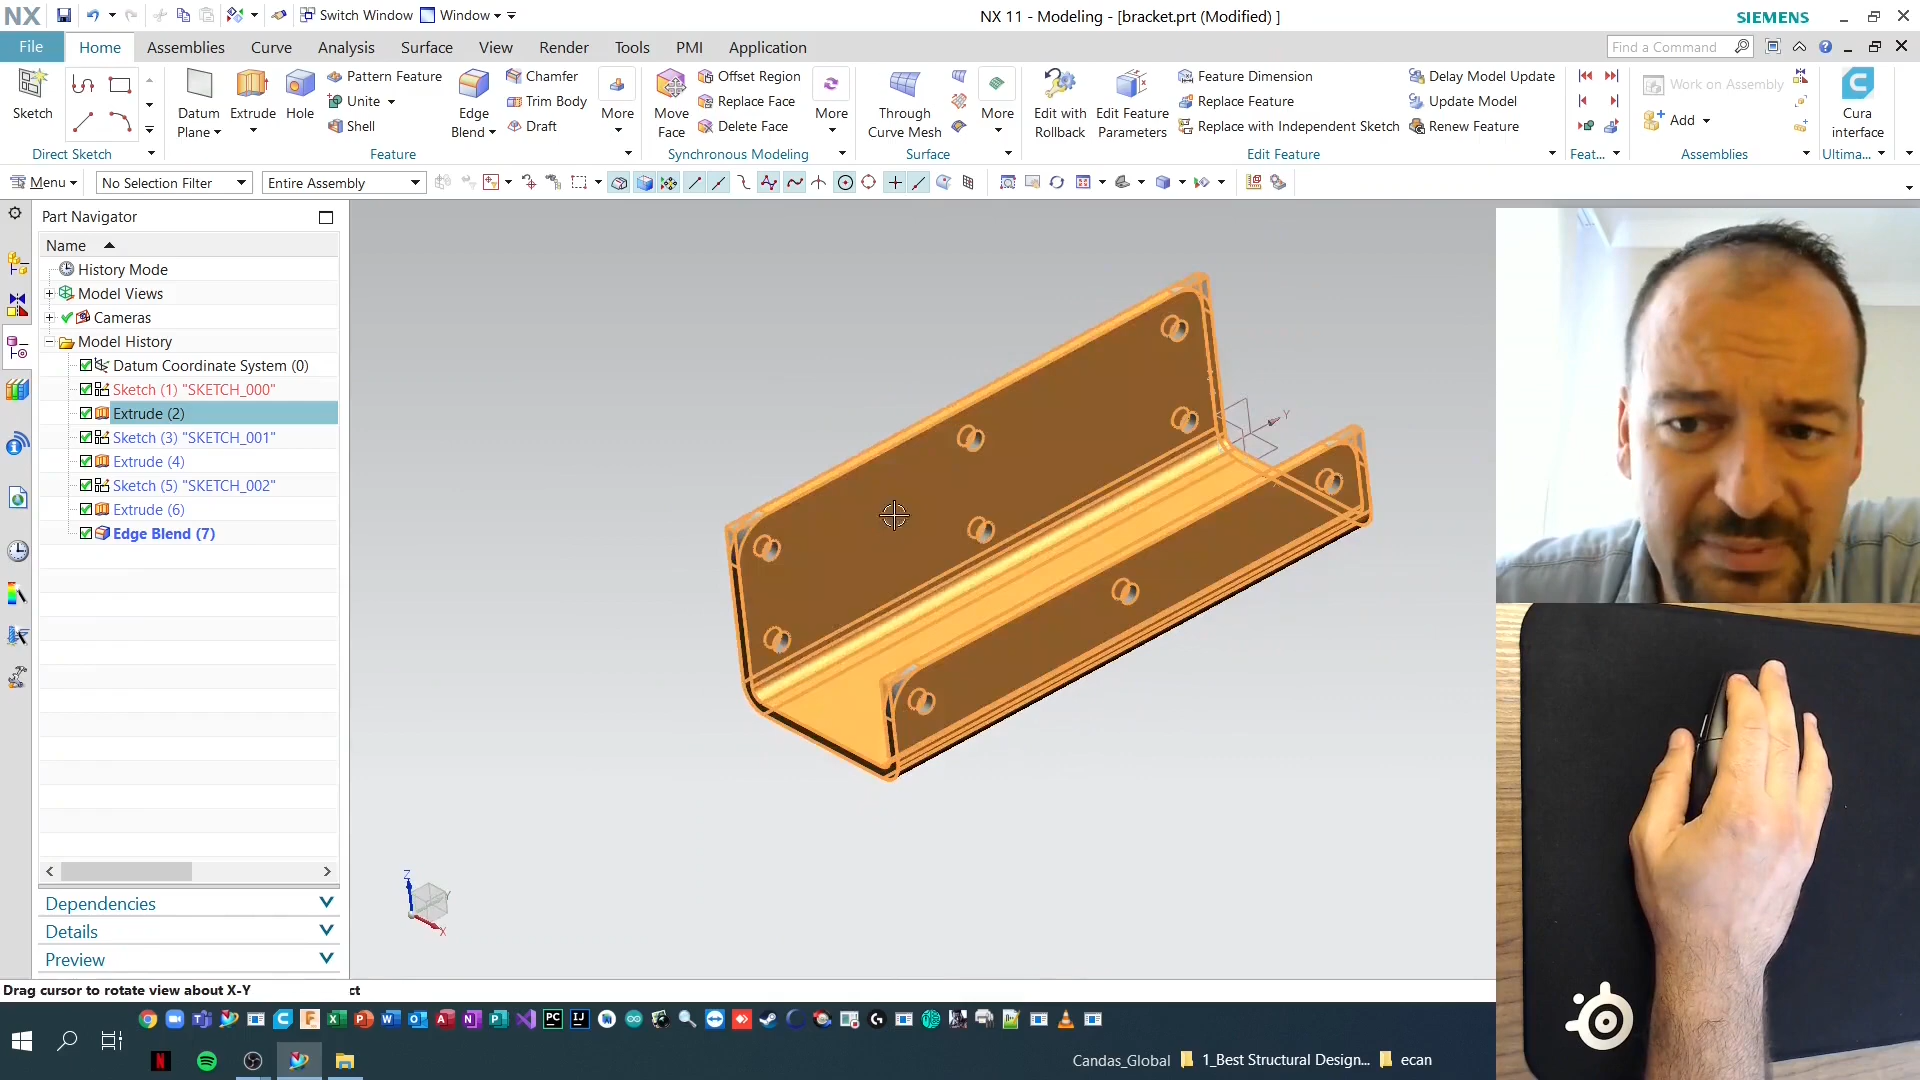 NX
Switch Window
Window
NX 11 - Modeling - [bracket.prt (Modified) ]
SIEMENS
File
Home
Assemblies
Curve
Analysis
Surface
View
Render
Tools
PMI
Application
Find a Command
Sketch
Direct Sketch
Datum
Plane
Extrude
Hole
Pattern Feature
Unite
Shell
Edge
Blend
Chamfer
Trim Body
Draft
More
Feature
Move
Face
Offset Region
Replace Face
Delete Face
More
Synchronous Modeling
Through
Curve Mesh
More
Surface
Edit with
Rollback
Edit Feature
Parameters
Feature Dimension
Replace Feature
Replace with Independent Sketch
Delay Model Update
Update Model
Renew Feature
Edit Feature
Feat...
Work on Assembly
Add
Assemblies
Cura
interface
Ultima...
Menu
No Selection Filter
Entire Assembly
Part Navigator
Name
History Mode
Model Views
Cameras
Model History
Datum Coordinate System (0)
Sketch (1) "SKETCH_000"
Extrude (2)
Sketch (3) "SKETCH_001"
Extrude (4)
Sketch (5) "SKETCH_002"
Extrude (6)
Edge Blend (7)
Dependencies
Details
Preview
Y
Z
Y
X
Drag cursor to rotate view about X-Y
ct
Candas_Global
1_Best Structural Design...
ecan